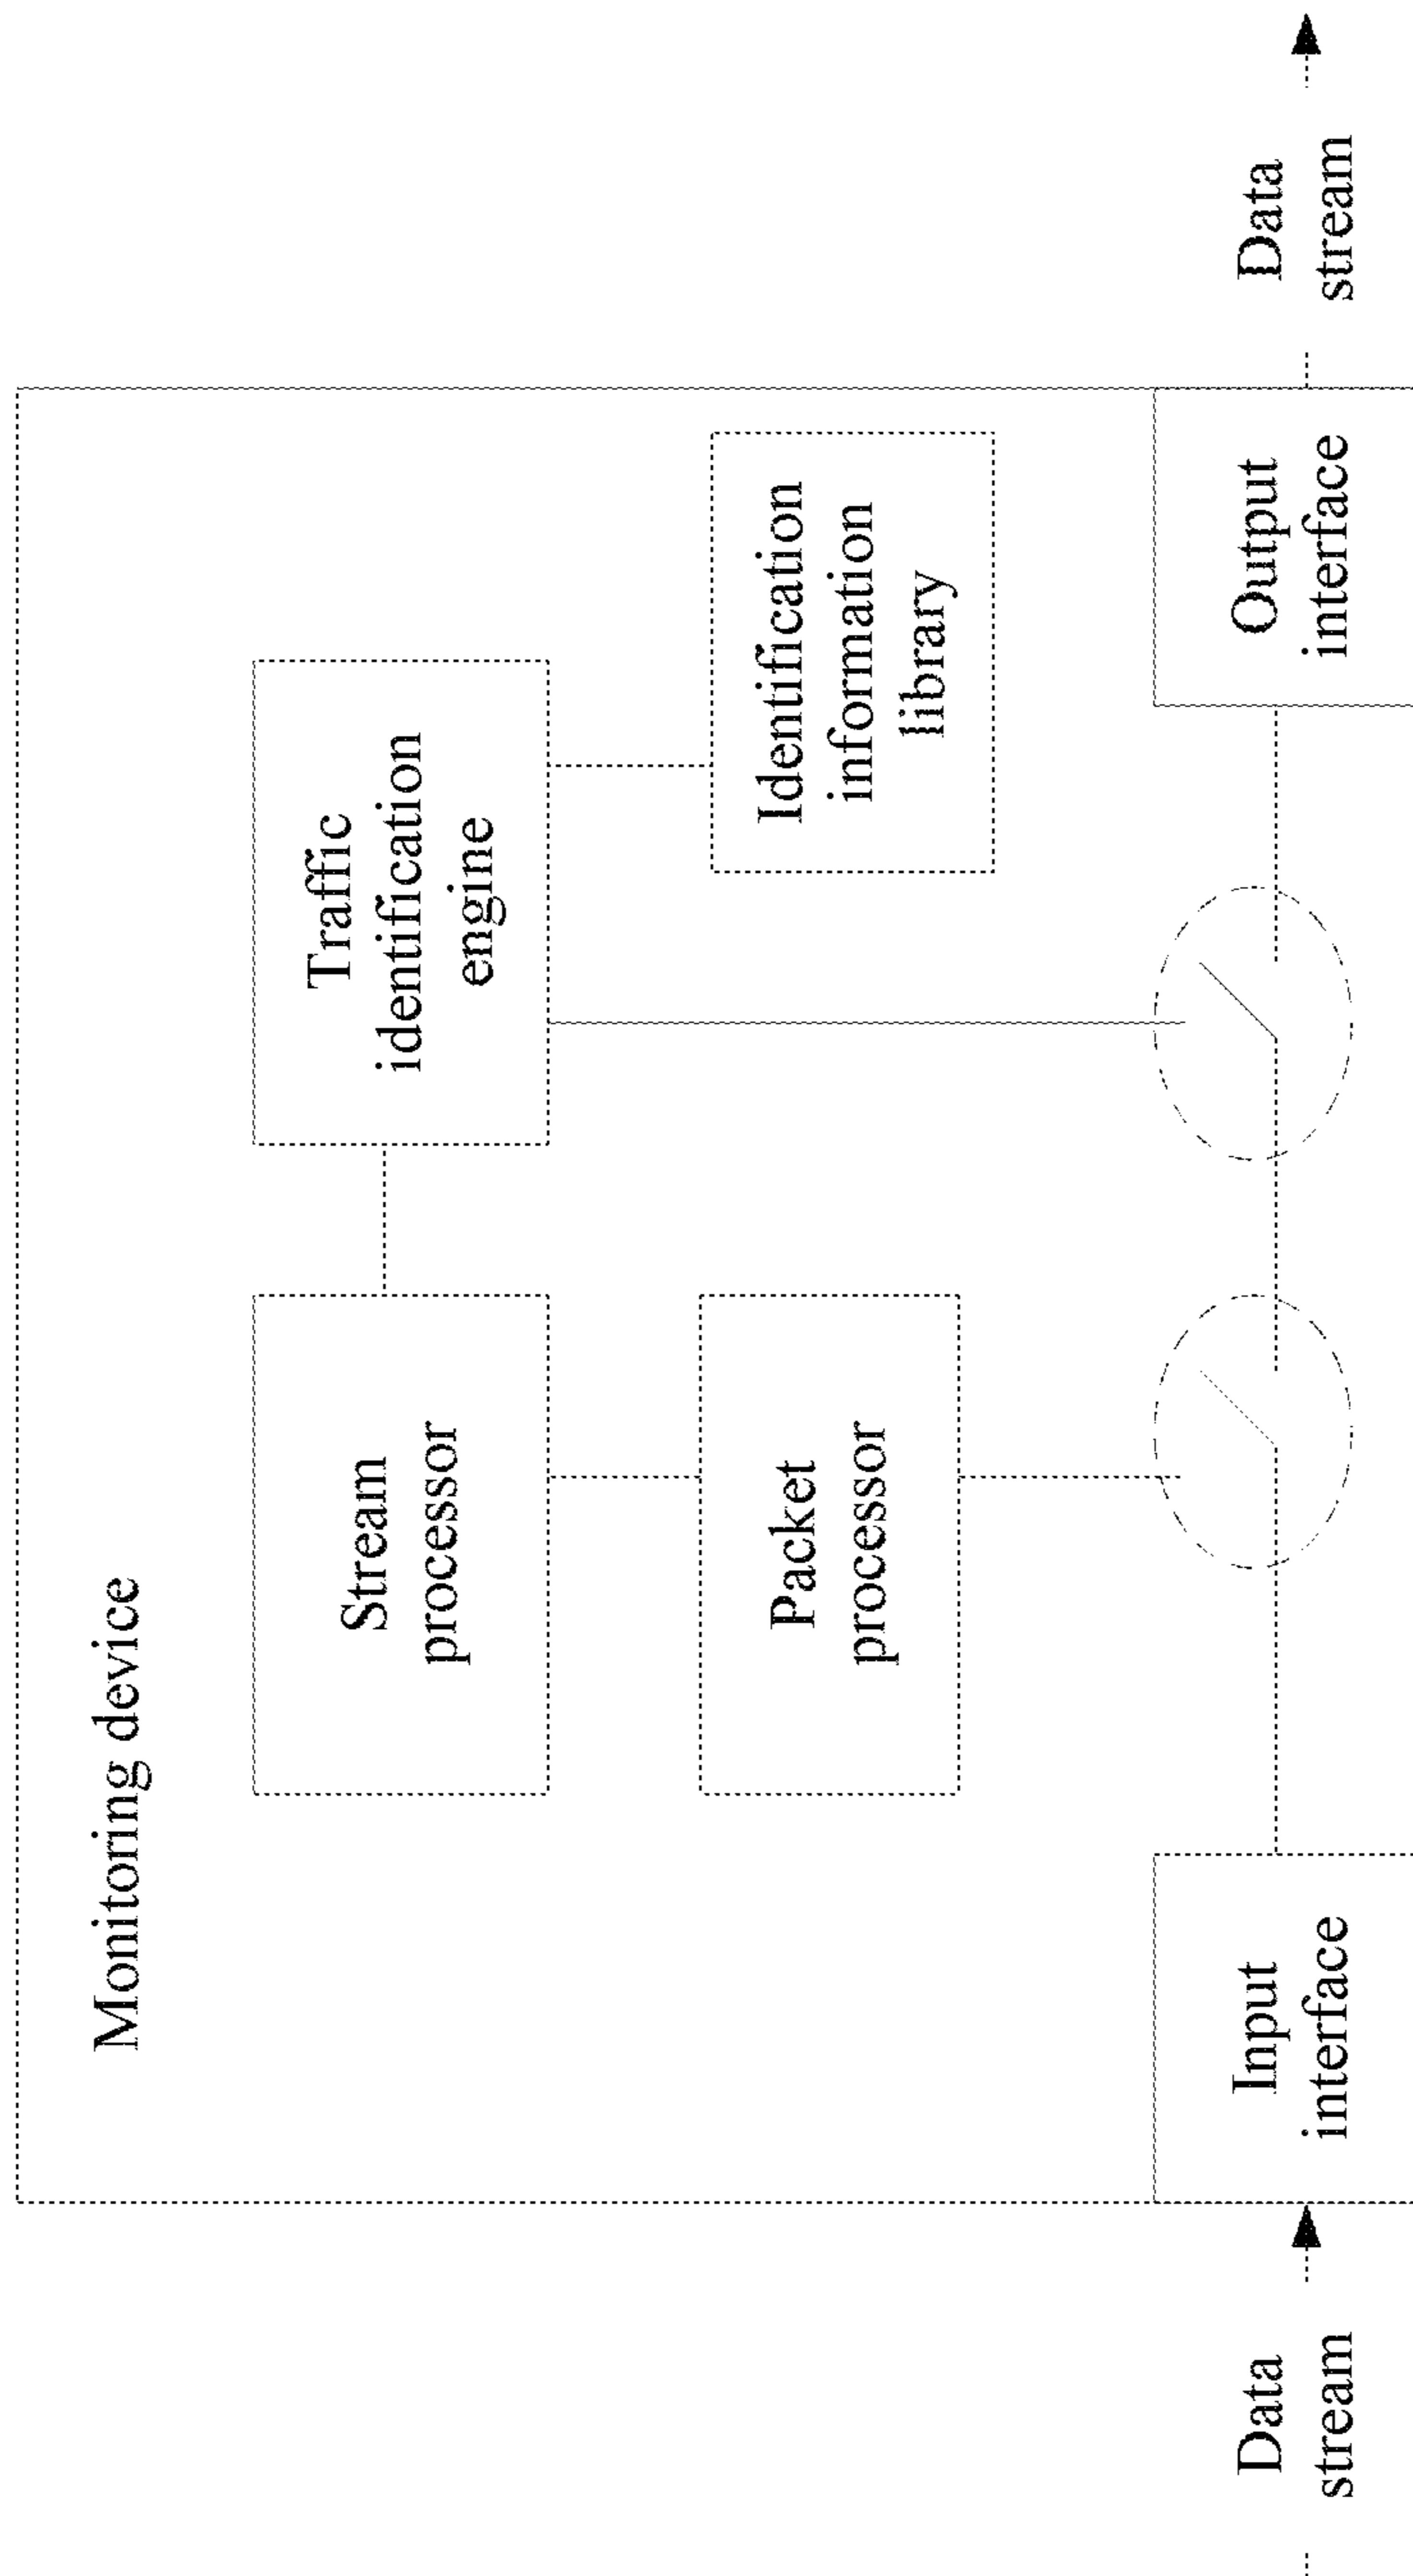 Monitoring device
Stream
processor
Traffic
identification
engine
Packet
processor
Identification
information
library
Data
stream
Input
interface
Output
interface
Data
stream